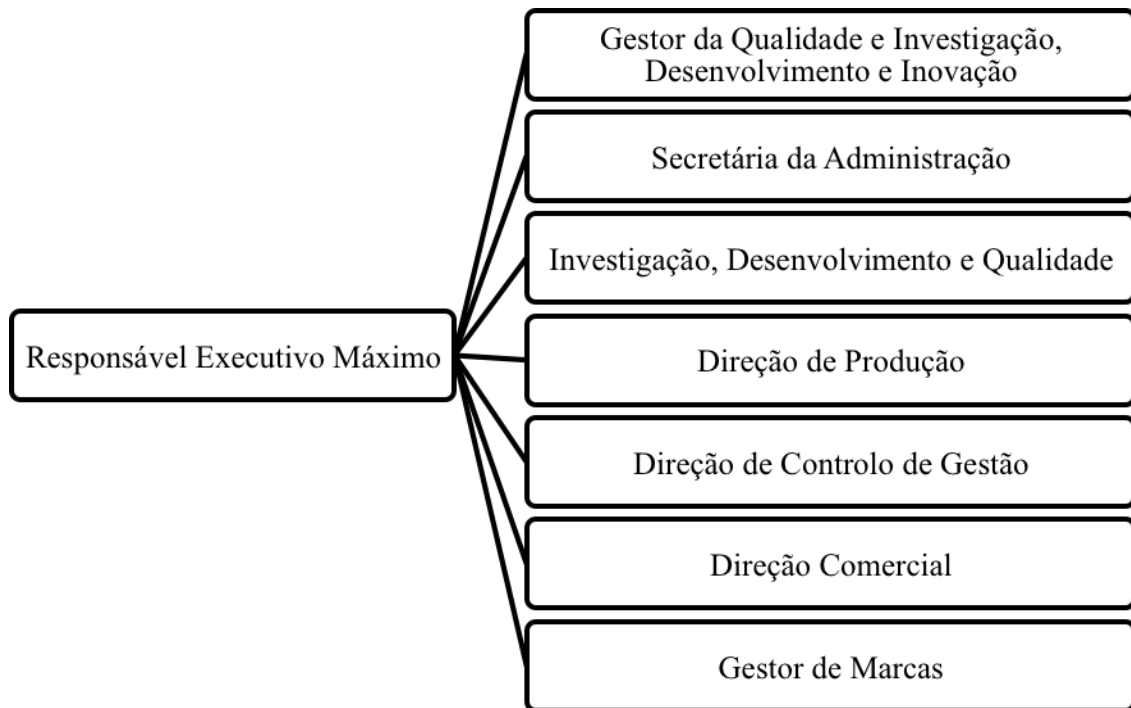 Gestor da Qualidade e Investigação,
Desenvolvimento e Inovação
Secretária da Administração
Investigação, Desenvolvimento e Qualidade
Responsável Executivo Máximo
Direção de Produção
Direção de Controlo de Gestão
Direção Comercial
Gestor de Marcas